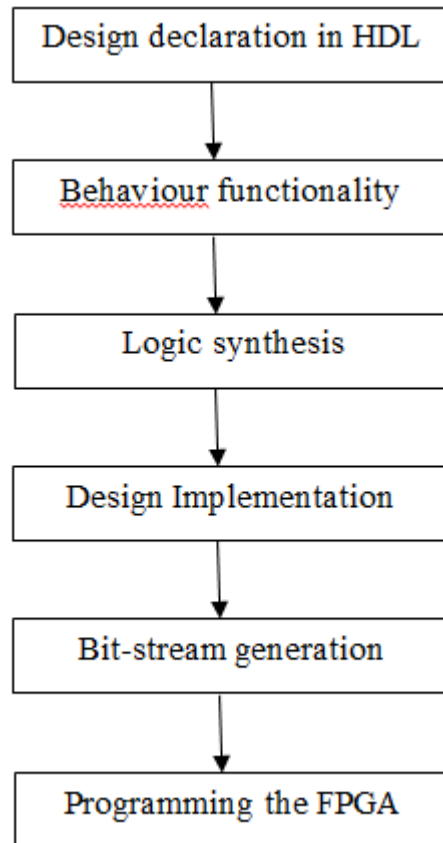 Design declaration in HDL
Behaviour functionality
Logic synthesis
Design Implementation
Bit-stream generation
Programming the FPGA